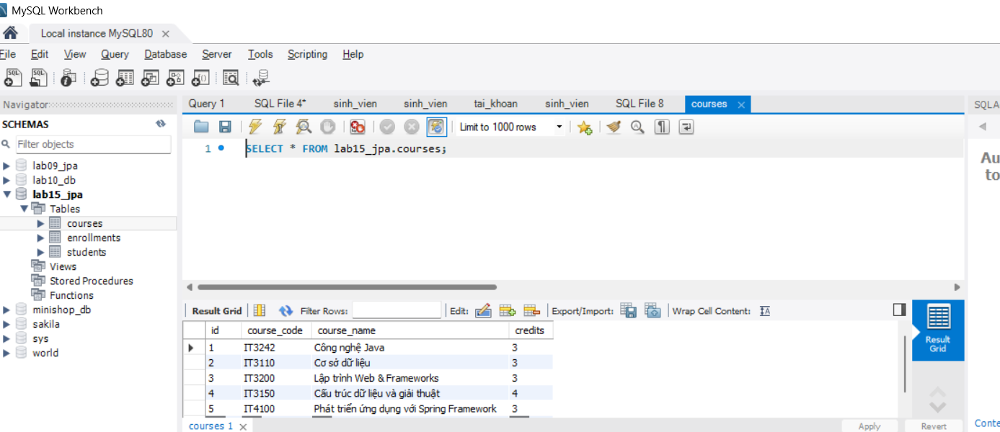 MySQL Workbench
Local instance MySQL80
File Edit View Query Database Server Tools Scripting Help
Navigator
Query 1 SQL File 4* sinh_vien sinh_vien tai_khoan sinh_vien SQL File 8 courses
SQLA
SCHEMAS
Filter objects
Limit to 1000 rows
1 SELECT * FROM lab15_jpa.courses;
Au
to
lab09_jpa
lab10_db
lab15_jpa
Tables
courses
enrollments
students
Views
Stored Procedures
Functions
minishop_db
sakila
sys
world
Result Grid Filter Rows: Edit: Export/Import: Wrap Cell Content: IA
id course_code course_name credits
1 IT3242 Công nghệ Java 3
2 IT3110 Cơ sở dữ liệu 3
3 IT3200 Lập trình Web & Frameworks 3
4 IT3150 Cấu trúc dữ liệu và giải thuật 4
5 IT4100 Phát triển ứng dụng với Spring Framework 3
Result
Grid
courses 1 Apply Revert Conte